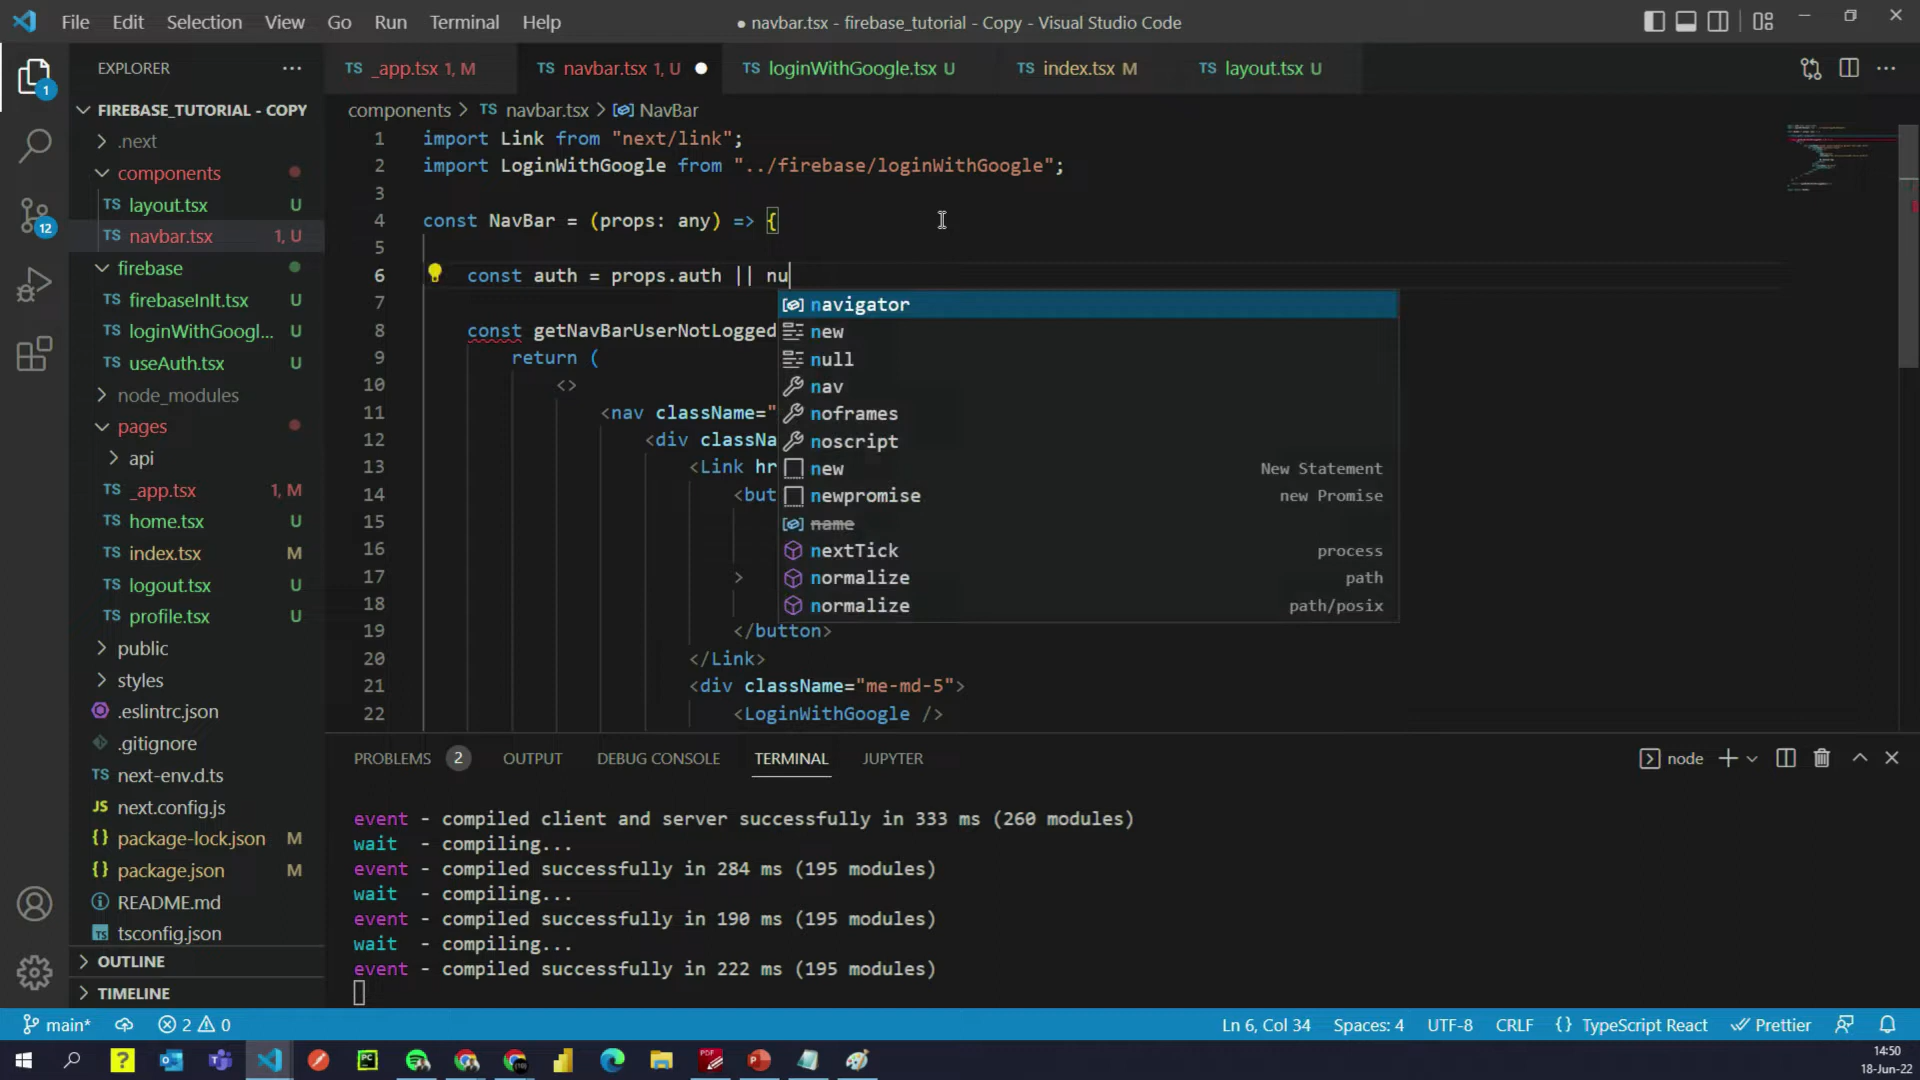 File Edit Selection View Go Run Terminal Help
● navbar.tsx - firebase_tutorial - Copy - Visual Studio Code
EXPLORER
TS _app.tsx 1, M
TS navbar.tsx 1, U
TS loginWithGoogle.tsx U
TS index.tsx M
TS layout.tsx U
1
FIREBASE_TUTORIAL - COPY
.next
components
TS layout.tsx U
TS navbar.tsx 1, U
12
firebase
TS firebaseInIt.tsx U
TS loginWithGoogl... U
TS useAuth.tsx U
node_modules
pages
api
TS _app.tsx 1, M
TS home.tsx U
TS index.tsx M
TS logout.tsx U
TS profile.tsx U
public
styles
.eslintrc.json
.gitignore
TS next-env.d.ts
JS next.config.js
{} package-lock.json M
{} package.json M
README.md
tsconfig.json
OUTLINE
TIMELINE
components > TS navbar.tsx > NavBar
1 import Link from "next/link";
2 import LoginWithGoogle from "../firebase/loginWithGoogle";
3
4 const NavBar = (props: any) => {
5
6 const auth = props.auth || nu
7
8 const getNavBarUserNotLogged
9 return (
10 <>
11 <nav className="
12 <div classNa
13 <Link hr
14 <but
15
16
17 >
18
19 </button>
20 </Link>
21 <div className="me-md-5">
22 <LoginWithGoogle />
navigator
new
null
nav
noframes
noscript
new New Statement
newpromise new Promise
name
nextTick process
normalize path
normalize path/posix
PROBLEMS 2 OUTPUT DEBUG CONSOLE TERMINAL JUPYTER
node
event - compiled client and server successfully in 333 ms (260 modules)
wait - compiling...
event - compiled successfully in 284 ms (195 modules)
wait - compiling...
event - compiled successfully in 190 ms (195 modules)
wait - compiling...
event - compiled successfully in 222 ms (195 modules)
main* 2 0
Ln 6, Col 34 Spaces: 4 UTF-8 CRLF {} TypeScript React Prettier
14:50
18-Jun-22